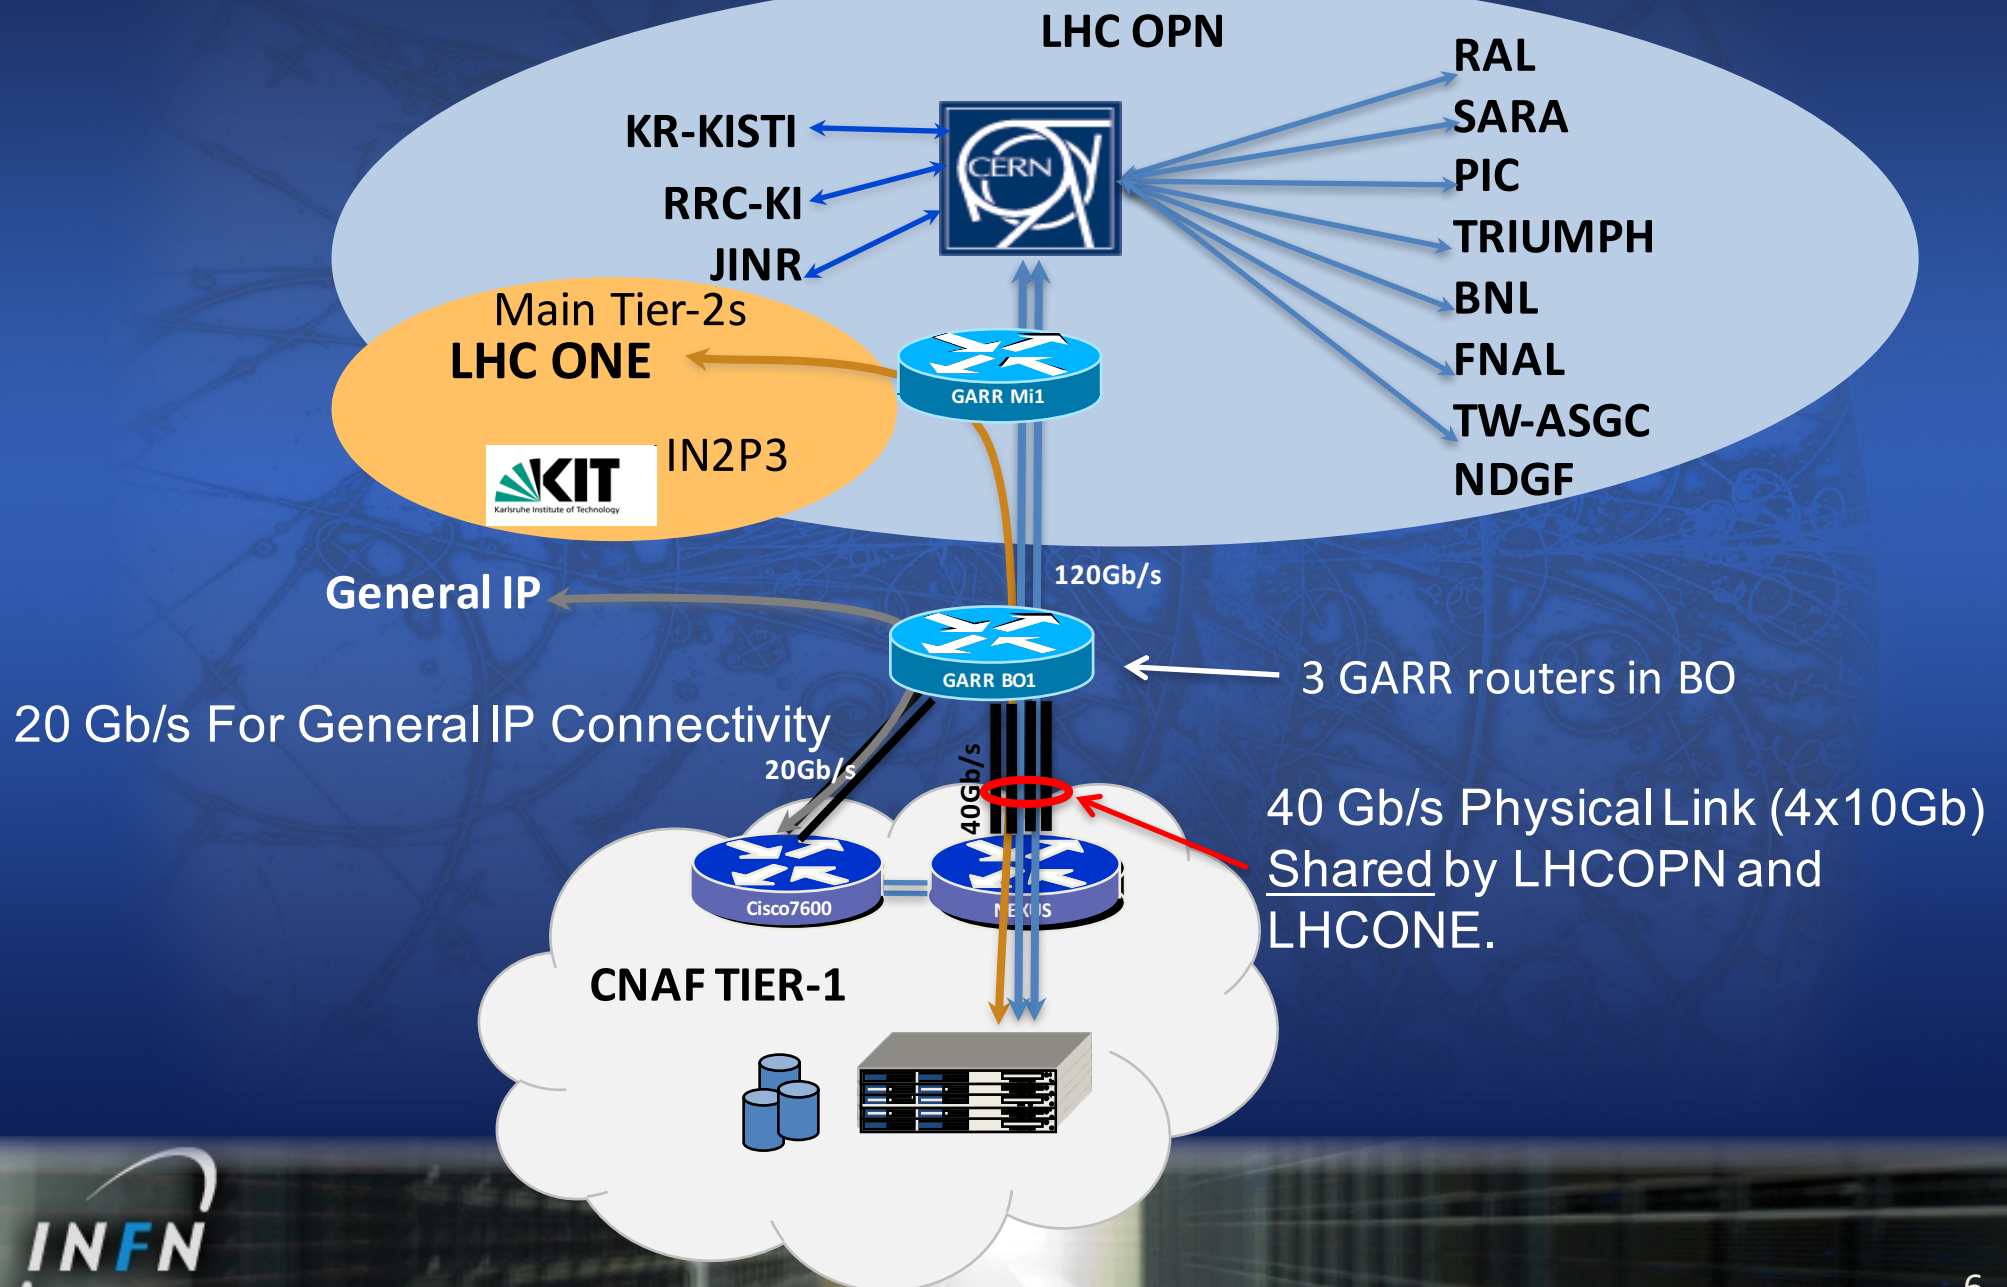 LHC OPN
RAL
SARA
PIC
TRIUMPH
BNL
FNAL
TW-ASGC
NDGF
KR-KISTI
RRC-KI
JINR
CERN
Main Tier-2s
LHC ONE
GARR Mi1
KIT
Karlsruhe Institute of Technology
IN2P3
General IP
120Gb/s
GARR BO1
3 GARR routers in BO
20 Gb/s For General IP Connectivity
20Gb/s
40Gb/s
40 Gb/s Physical Link (4x10Gb)
Shared by LHCOPN and
LHCONE.
Cisco7600
NEXUS
CNAF TIER-1
INFN
6